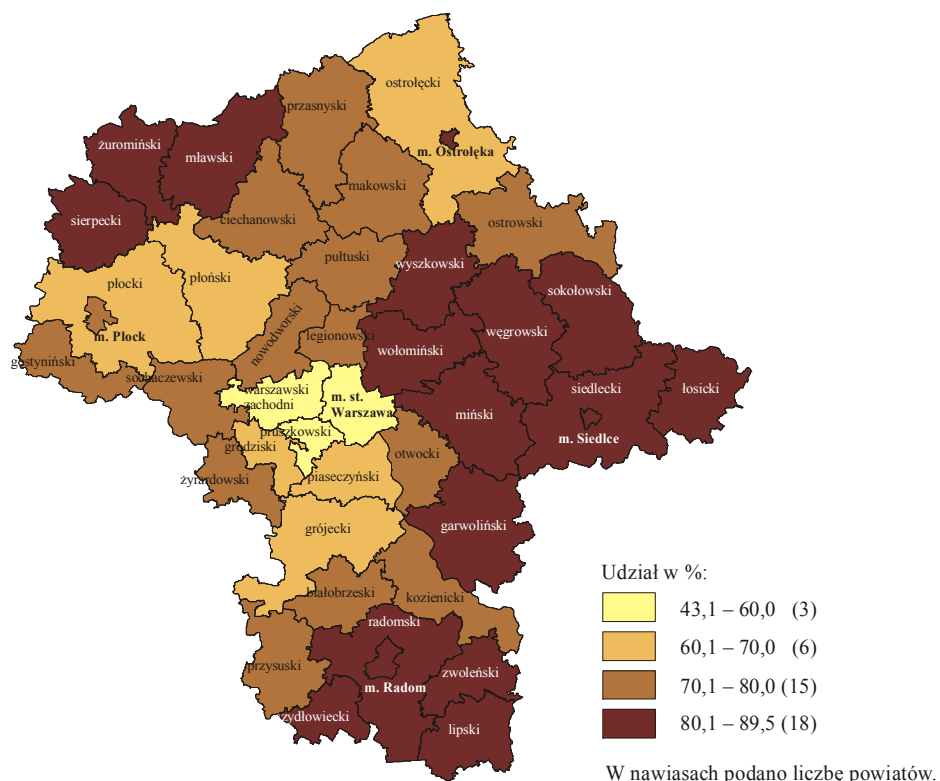 ostrołęcki
przasnyski
żuromiński
m. Ostrołęka
mławski
makowski
sierpecki
ciechanowski
ostrowski
pułtuski
wyszkowski
płocki
płoński
sokołowski
węgrowski
nowodworski
m. Płock
legionowski
wołomiński
gostyniński
sochaczewski
siedlecki
łosicki
warszawski
zachodni
m. st.
Warszawa
miński
pruszkowski
m. Siedlce
grodziski
otwocki
żyrardowski
piaseczyński
grójecki
garwoliński
białobrzeski
kozienicki
radomski
przysuski
zwoleński
m. Radom
szydłowiecki
lipski
Udział w %:
43,1 – 60,0 (3)
60,1 – 70,0 (6)
70,1 – 80,0 (15)
80,1 – 89,5 (18)
W nawiasach podano liczbę powiatów.